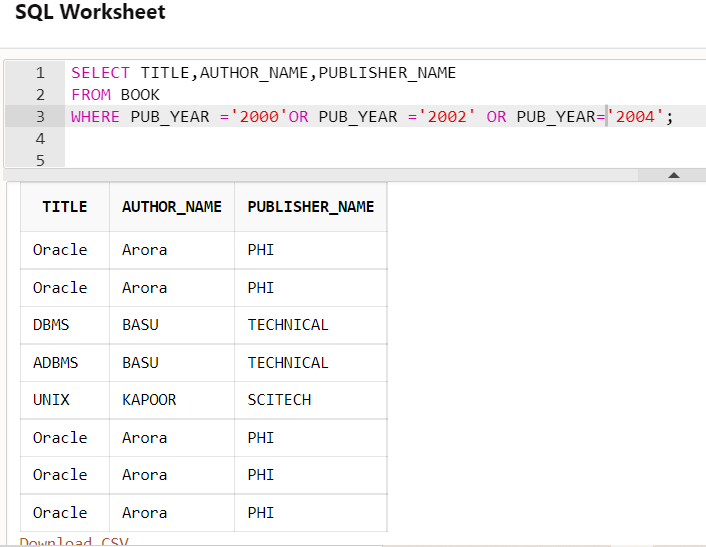 SQL Worksheet
1 SELECT TITLE,AUTHOR_NAME,PUBLISHER_NAME
2 FROM BOOK
3 WHERE PUB_YEAR ='2000'OR PUB_YEAR ='2002' OR PUB_YEAR='2004';
4
5
TITLE AUTHOR_NAME PUBLISHER_NAME
Oracle Arora PHI
Oracle Arora PHI
DBMS BASU TECHNICAL
ADBMS BASU TECHNICAL
UNIX KAPOOR SCITECH
Oracle Arora PHI
Oracle Arora PHI
Oracle Arora PHI
Download CSV